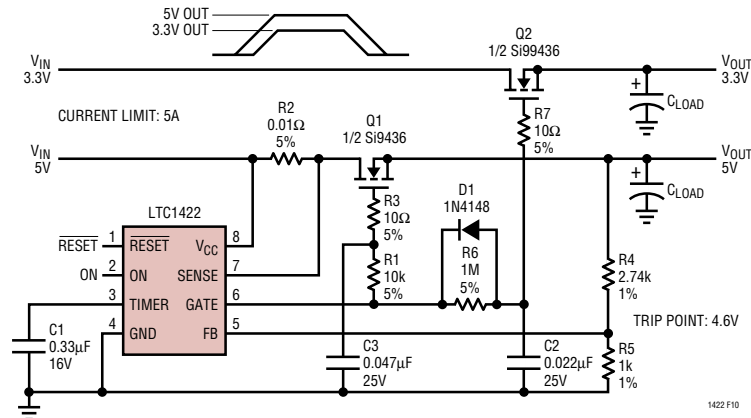 5V OUT
3.3V OUT
Q2
1/2 Si99436
VIN
3.3V
VOUT
3.3V
CLOAD
+
CURRENT LIMIT: 5A
R2
0.01Ω
5%
Q1
1/2 Si9436
R7
10Ω
5%
VIN
5V
VOUT
5V
CLOAD
+
LTC1422
R3
10Ω
5%
D1
1N4148
RESET 1 RESET VCC 8
ON 2 ON SENSE 7
3 TIMER GATE 6
4 GND FB 5
R1
10k
5%
R6
1M
5%
R4
2.74k
1%
TRIP POINT: 4.6V
C1
0.33µF
16V
C3
0.047µF
25V
C2
0.022µF
25V
R5
1k
1%
1422 F10